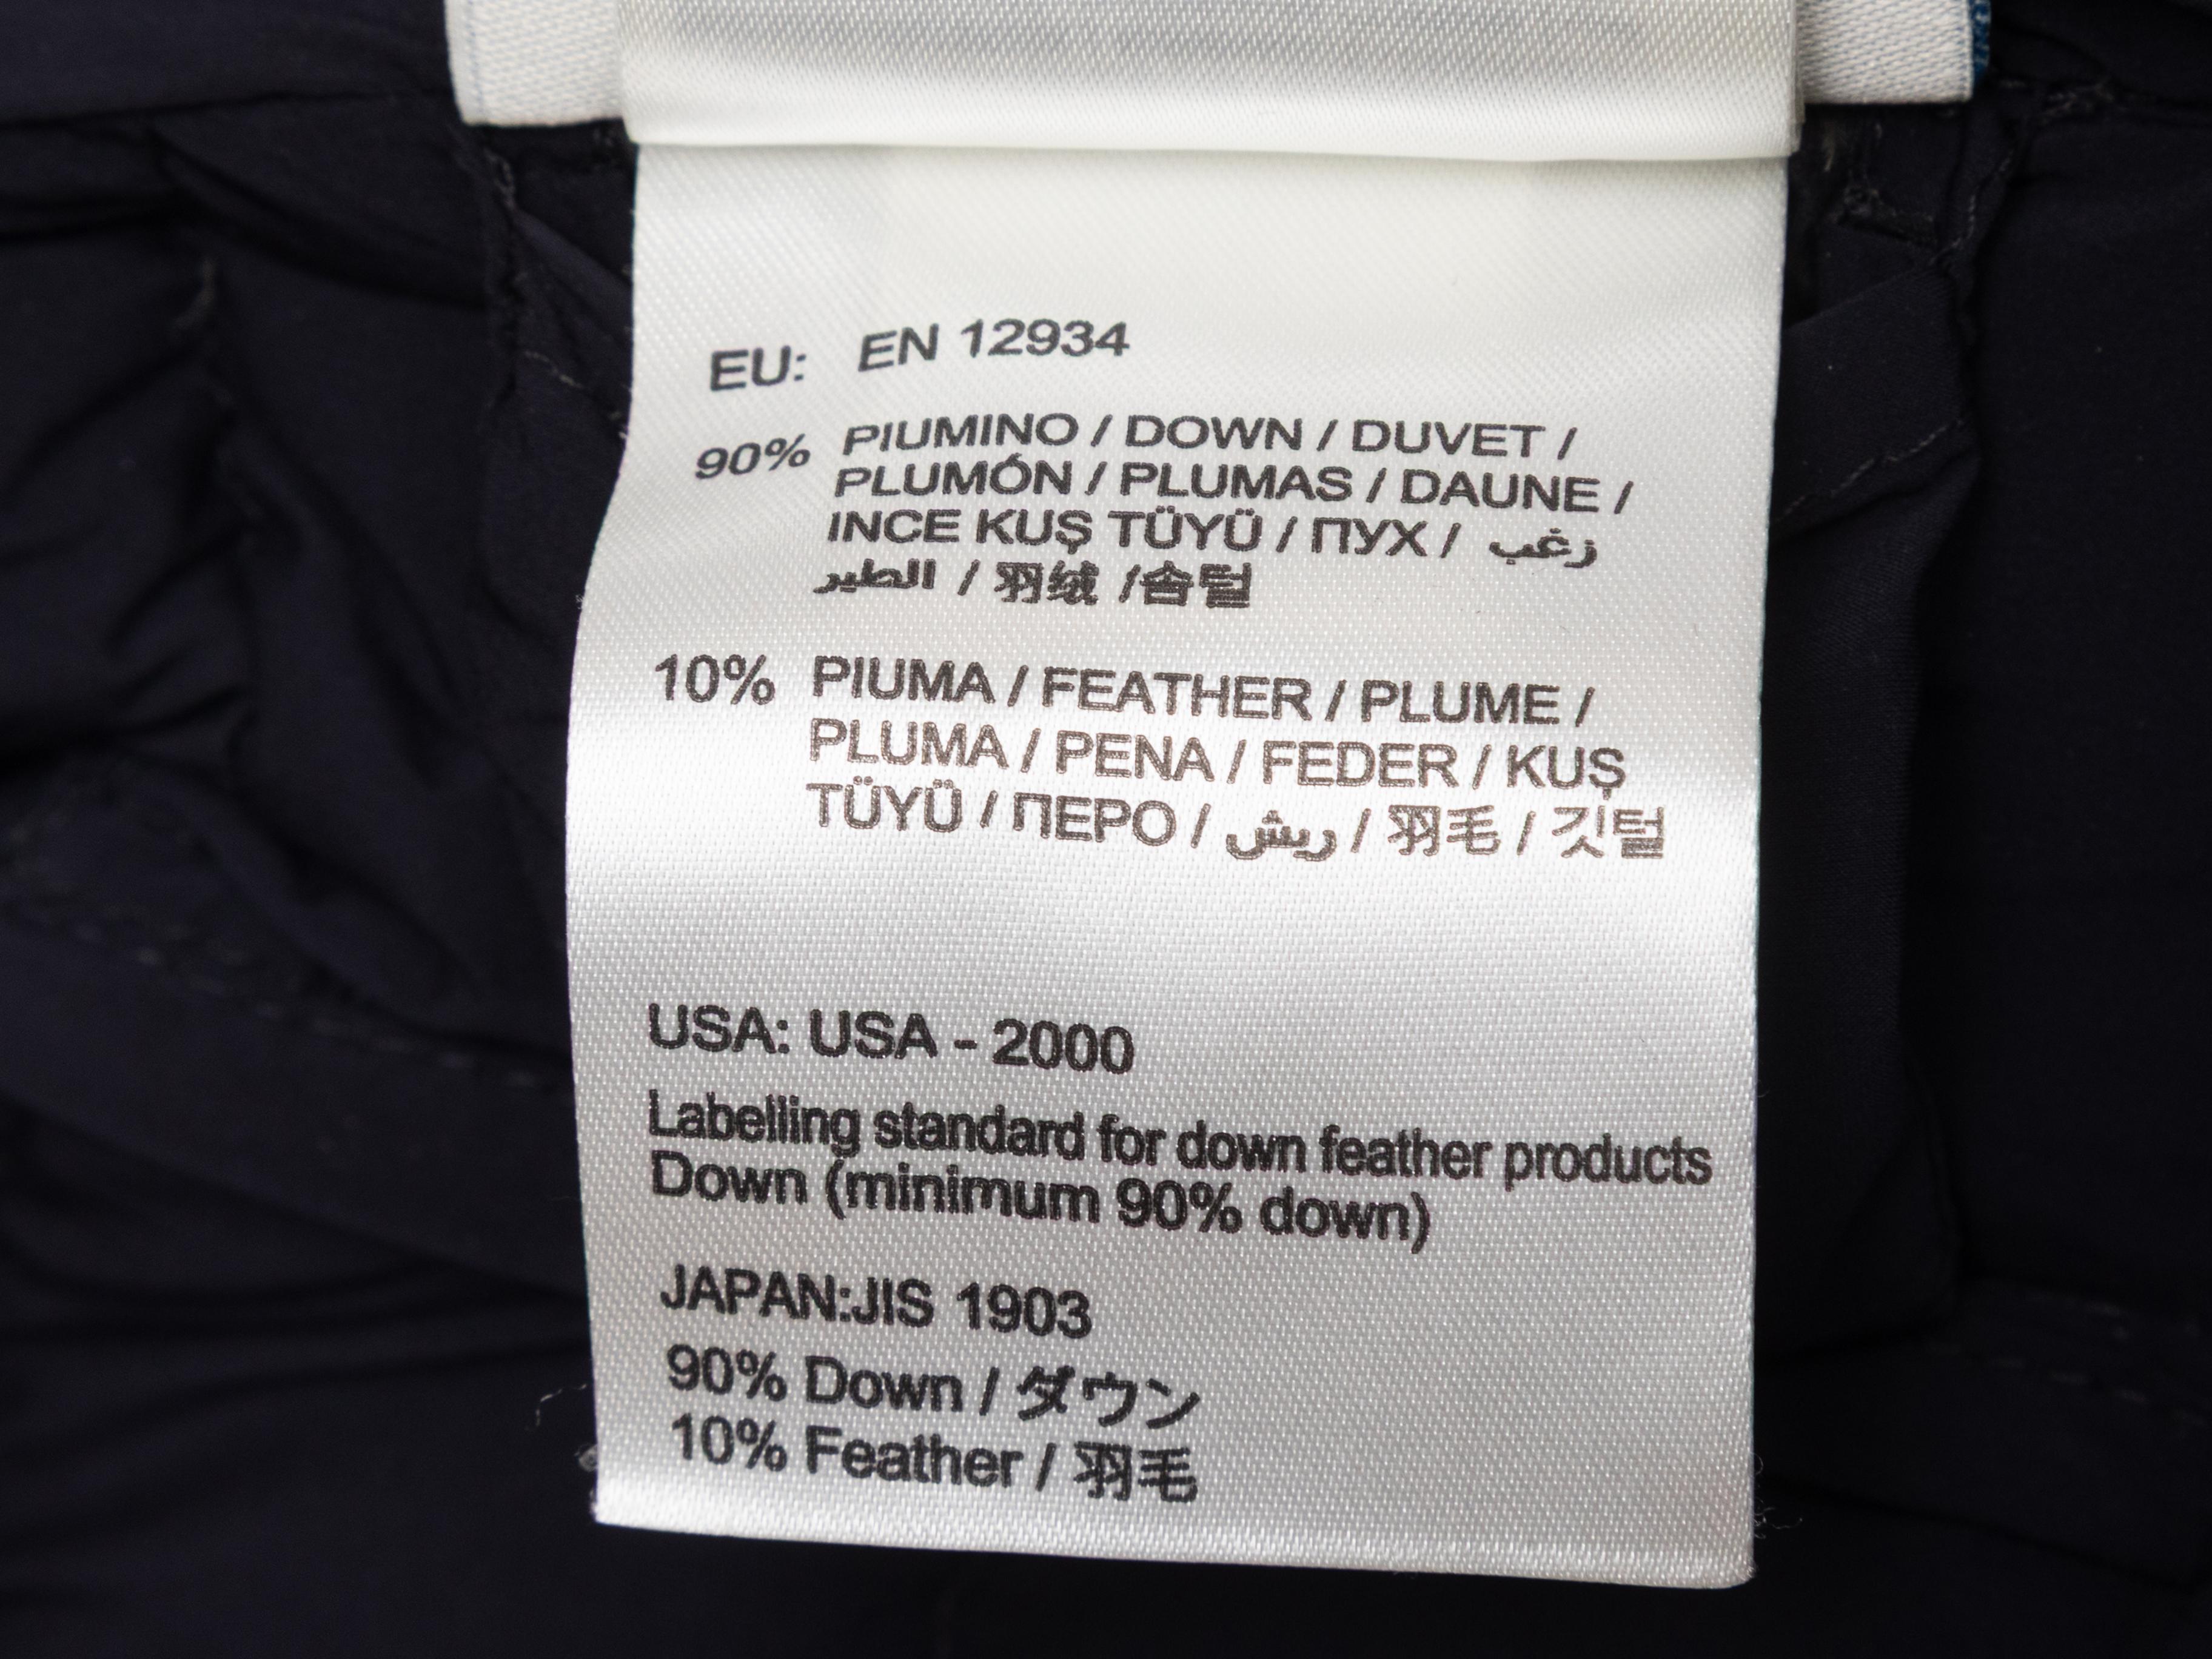 EU: EN 12934
90% PIUMINO / DOWN / DUVET /
PLUMÓN / PLUMAS / DAUNE /
INCE KUŞ TÜYÜ / ПУХ / زغب
الطير / 羽绒 /솜털
10% PIUMA / FEATHER / PLUME /
PLUMA / PENA / FEDER / KUŞ
TÜYÜ / ПЕРО / ريش / 羽毛 / 깃털
USA: USA - 2000
Labelling standard for down feather products
Down (minimum 90% down)
JAPAN:JIS 1903
90% Down / ダウン
10% Feather / 羽毛